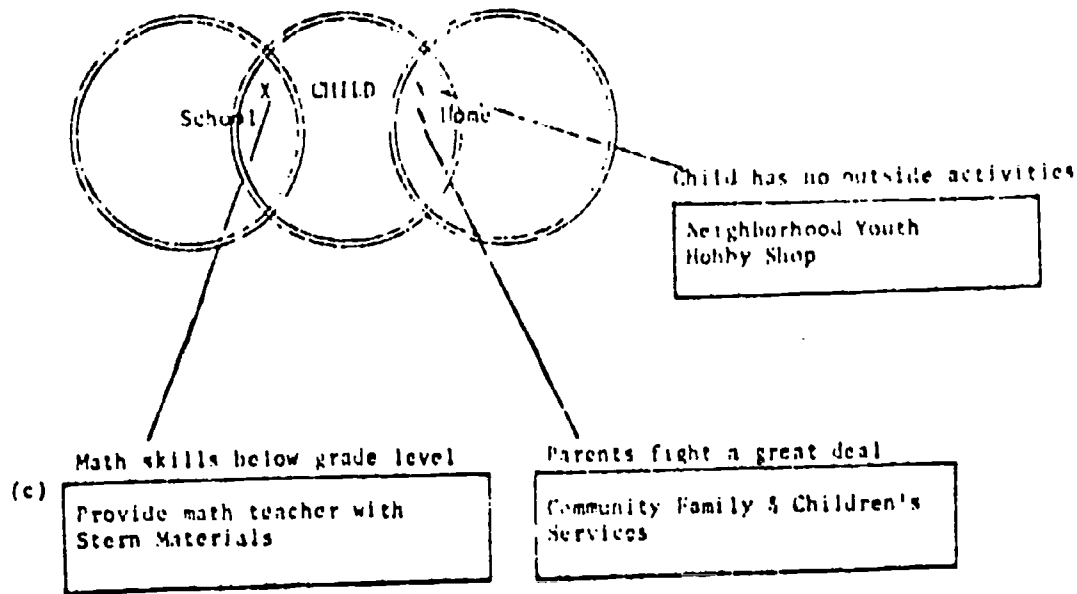 X CHILD
School
Home
Child has no outside activities
Neighborhood Youth
Hobby Shop
Math skills below grade level
Parents fight a great deal
(c)
Provide math teacher with
Stern Materials
Community Family & Children's
Services